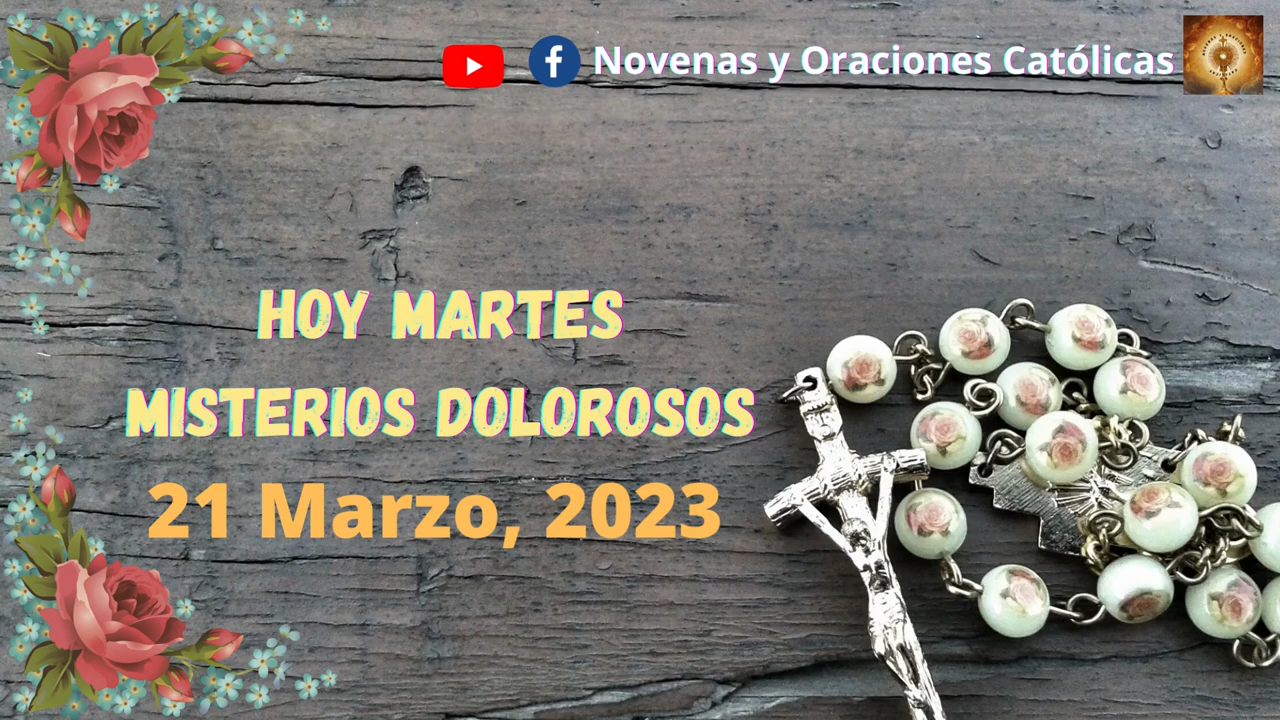 Novenas y Oraciones Católicas
HOY MARTES
MISTERIOS DOLOROSOS
21 Marzo, 2023